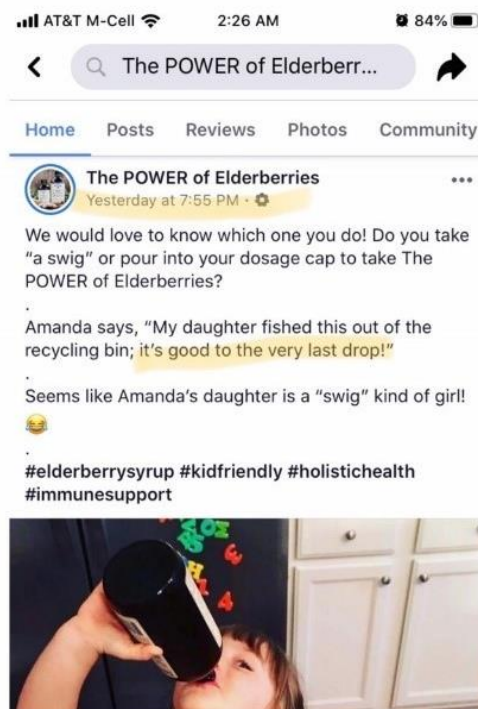 AT&T M-Cell 2:26 AM 84%
The POWER of Elderberr...
Home Posts Reviews Photos Community
The POWER of Elderberries
Yesterday at 7:55 PM ·
We would love to know which one you do! Do you take
"a swig" or pour into your dosage cap to take The
POWER of Elderberries?
.
Amanda says, "My daughter fished this out of the
recycling bin; it's good to the very last drop!"
.
Seems like Amanda's daughter is a "swig" kind of girl!
😂
.
#elderberrysyrup #kidfriendly #holistichealth
#immunesupport